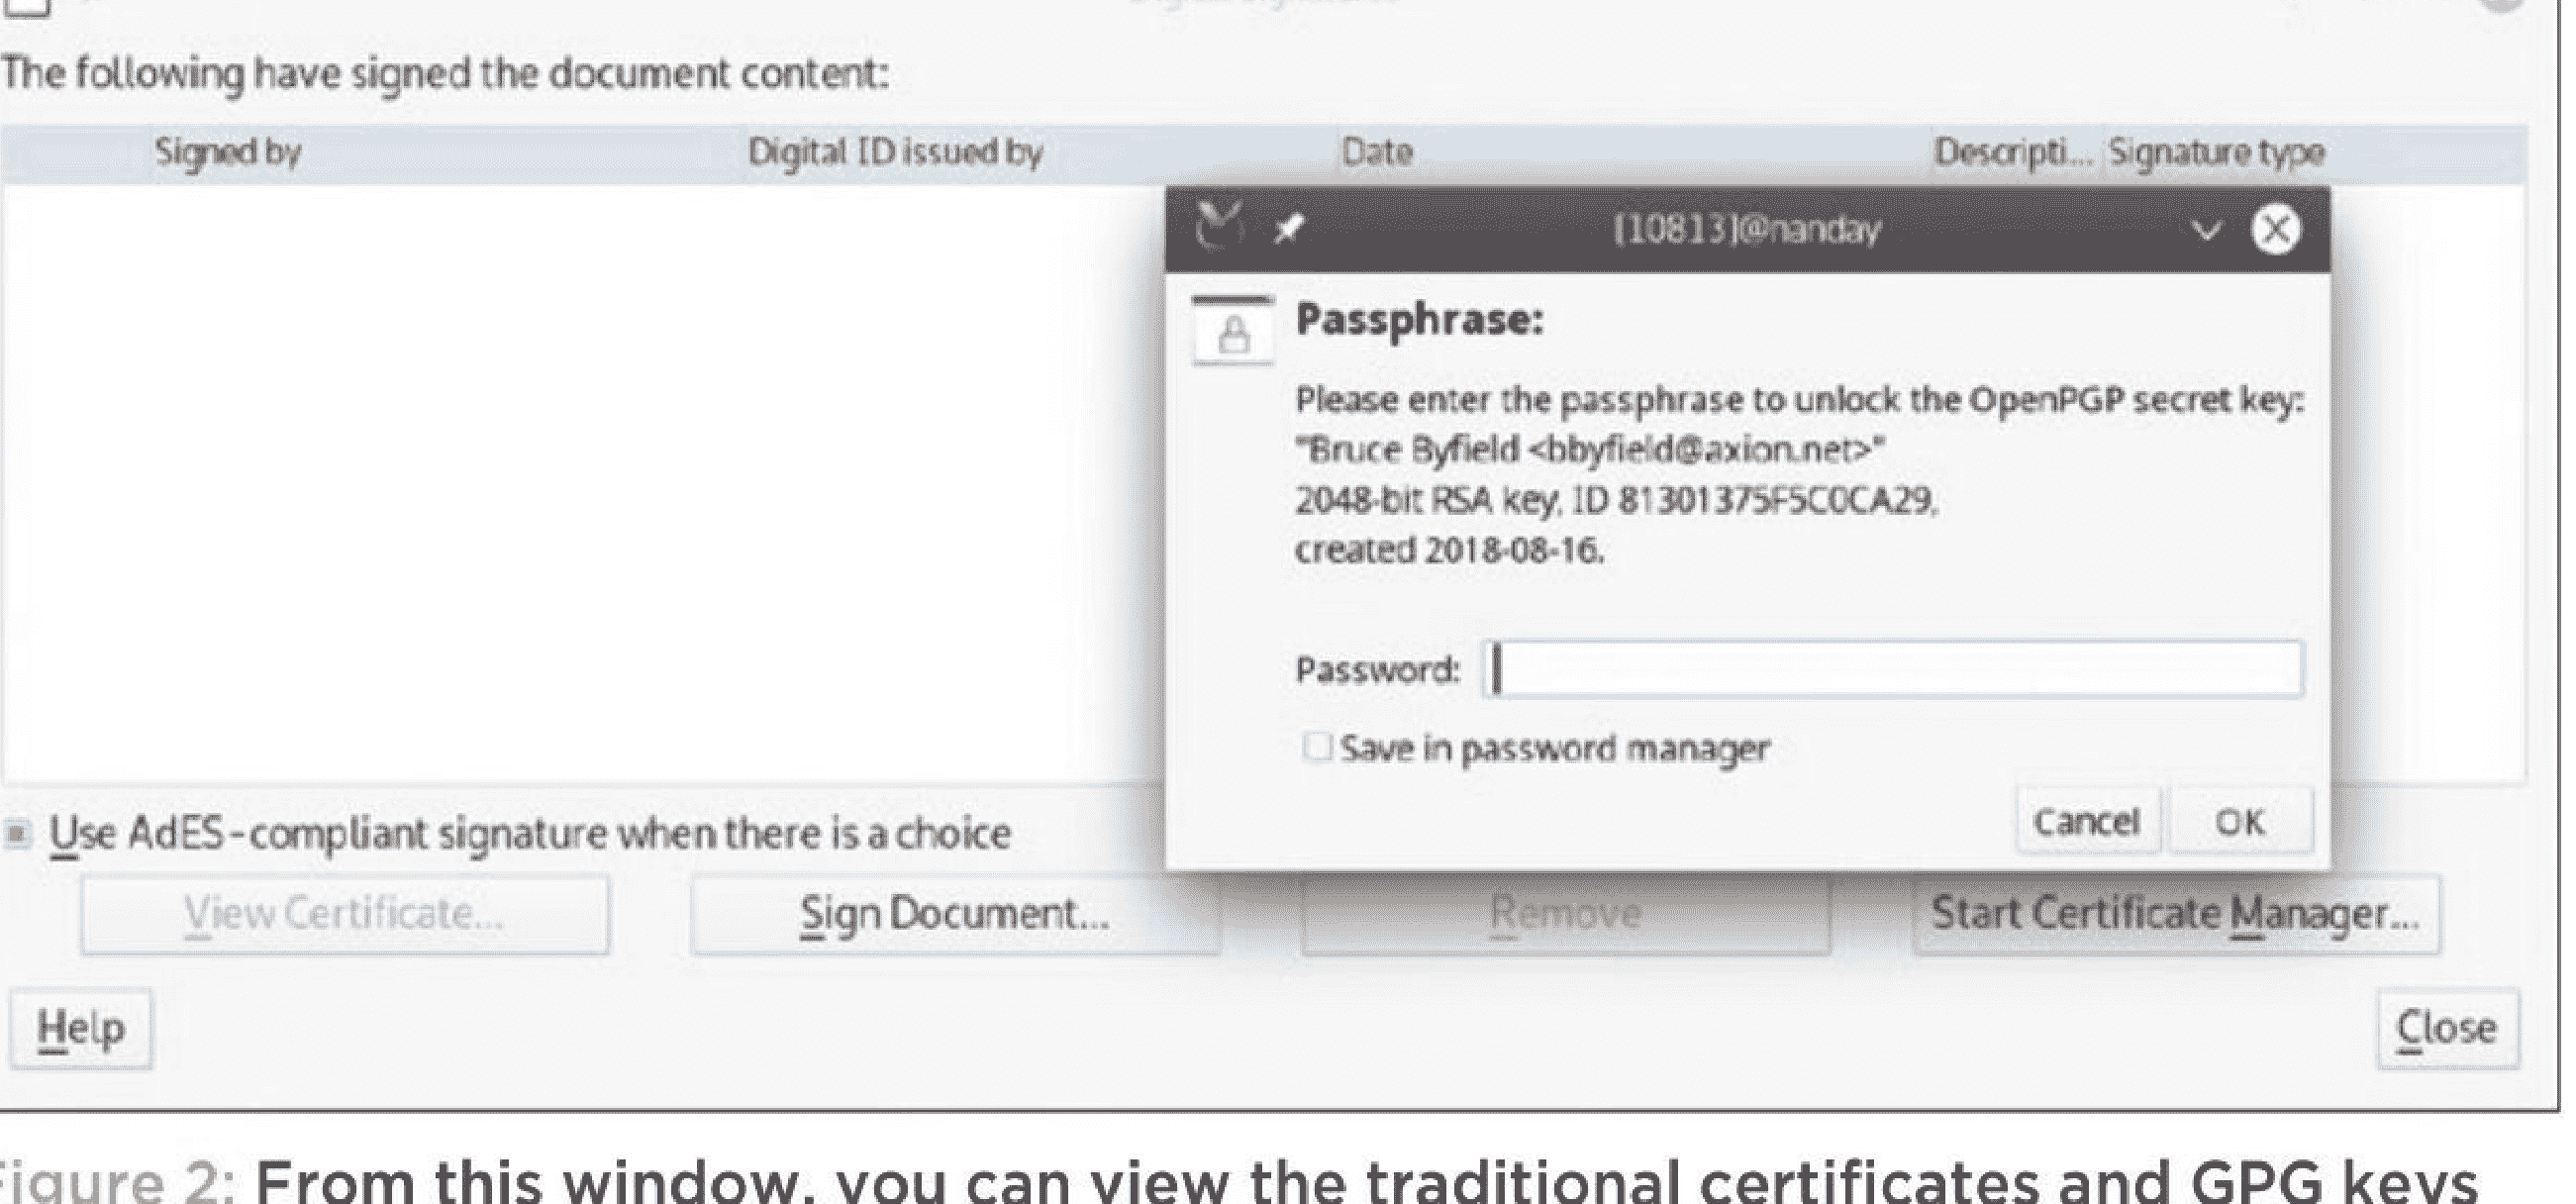 The following have signed the document content:
Signed by Digital ID issued by Date Descripti... Signature type
[10813]@nanday
Passphrase:
Please enter the passphrase to unlock the OpenPGP secret key:
"Bruce Byfield <bbyfield@axion.net>"
2048-bit RSA key, ID 81301375F5C0CA29,
created 2018-08-16.
Password:
Save in password manager
Cancel OK
Use AdES-compliant signature when there is a choice
View Certificate... Sign Document... Remove Start Certificate Manager...
Help Close
Figure 2: From this window, you can view the traditional certificates and GPG keys